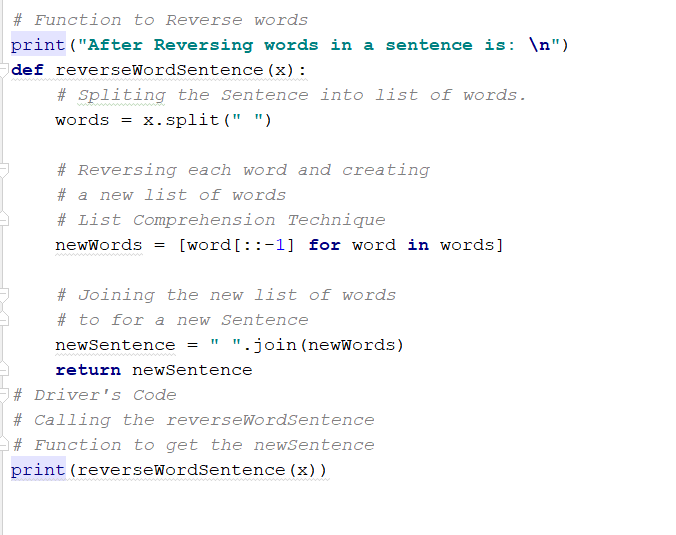 # Function to Reverse words
print("After Reversing words in a sentence is: \n")
def reverseWordSentence(x):
    # Spliting the Sentence into list of words.
    words = x.split(" ")

    # Reversing each word and creating
    # a new list of words
    # List Comprehension Technique
    newWords = [word[::-1] for word in words]

    # Joining the new list of words
    # to for a new Sentence
    newSentence = " ".join(newWords)
    return newSentence
# Driver's Code
# Calling the reverseWordSentence
# Function to get the newSentence
print(reverseWordSentence(x))